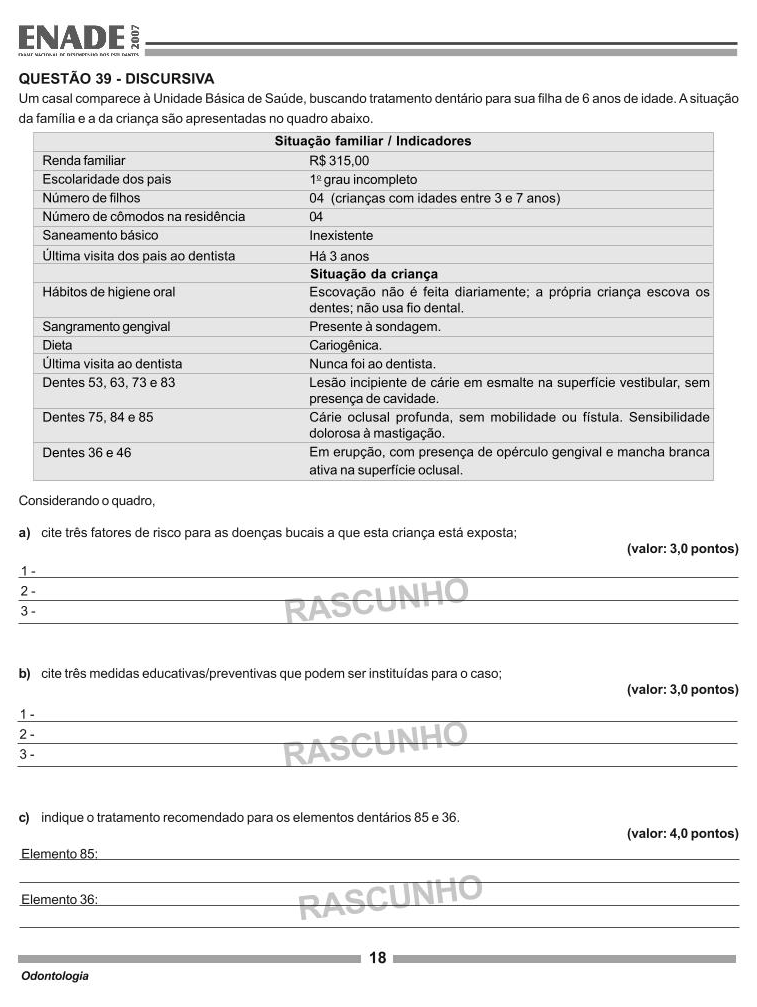 ENADE 2007
EXAME NACIONAL DE DESEMPENHO DOS ESTUDANTES
QUESTÃO 39 - DISCURSIVA
Um casal comparece à Unidade Básica de Saúde, buscando tratamento dentário para sua filha de 6 anos de idade. A situação
da família e a da criança são apresentadas no quadro abaixo.
Situação familiar / Indicadores
Renda familiar R$ 315,00
Escolaridade dos pais 1º grau incompleto
Número de filhos 04 (crianças com idades entre 3 e 7 anos)
Número de cômodos na residência 04
Saneamento básico Inexistente
Última visita dos pais ao dentista Há 3 anos
Situação da criança
Hábitos de higiene oral Escovação não é feita diariamente; a própria criança escova os
dentes; não usa fio dental.
Sangramento gengival Presente à sondagem.
Dieta Cariogênica.
Última visita ao dentista Nunca foi ao dentista.
Dentes 53, 63, 73 e 83 Lesão incipiente de cárie em esmalte na superfície vestibular, sem
presença de cavidade.
Dentes 75, 84 e 85 Cárie oclusal profunda, sem mobilidade ou fístula. Sensibilidade
dolorosa à mastigação.
Dentes 36 e 46 Em erupção, com presença de opérculo gengival e mancha branca
ativa na superfície oclusal.
Considerando o quadro,
a) cite três fatores de risco para as doenças bucais a que esta criança está exposta;
(valor: 3,0 pontos)
1 -
2 -
3 -
RASCUNHO
b) cite três medidas educativas/preventivas que podem ser instituídas para o caso;
(valor: 3,0 pontos)
1 -
2 -
3 -
RASCUNHO
c) indique o tratamento recomendado para os elementos dentários 85 e 36.
(valor: 4,0 pontos)
Elemento 85:
Elemento 36:
RASCUNHO
18
Odontologia